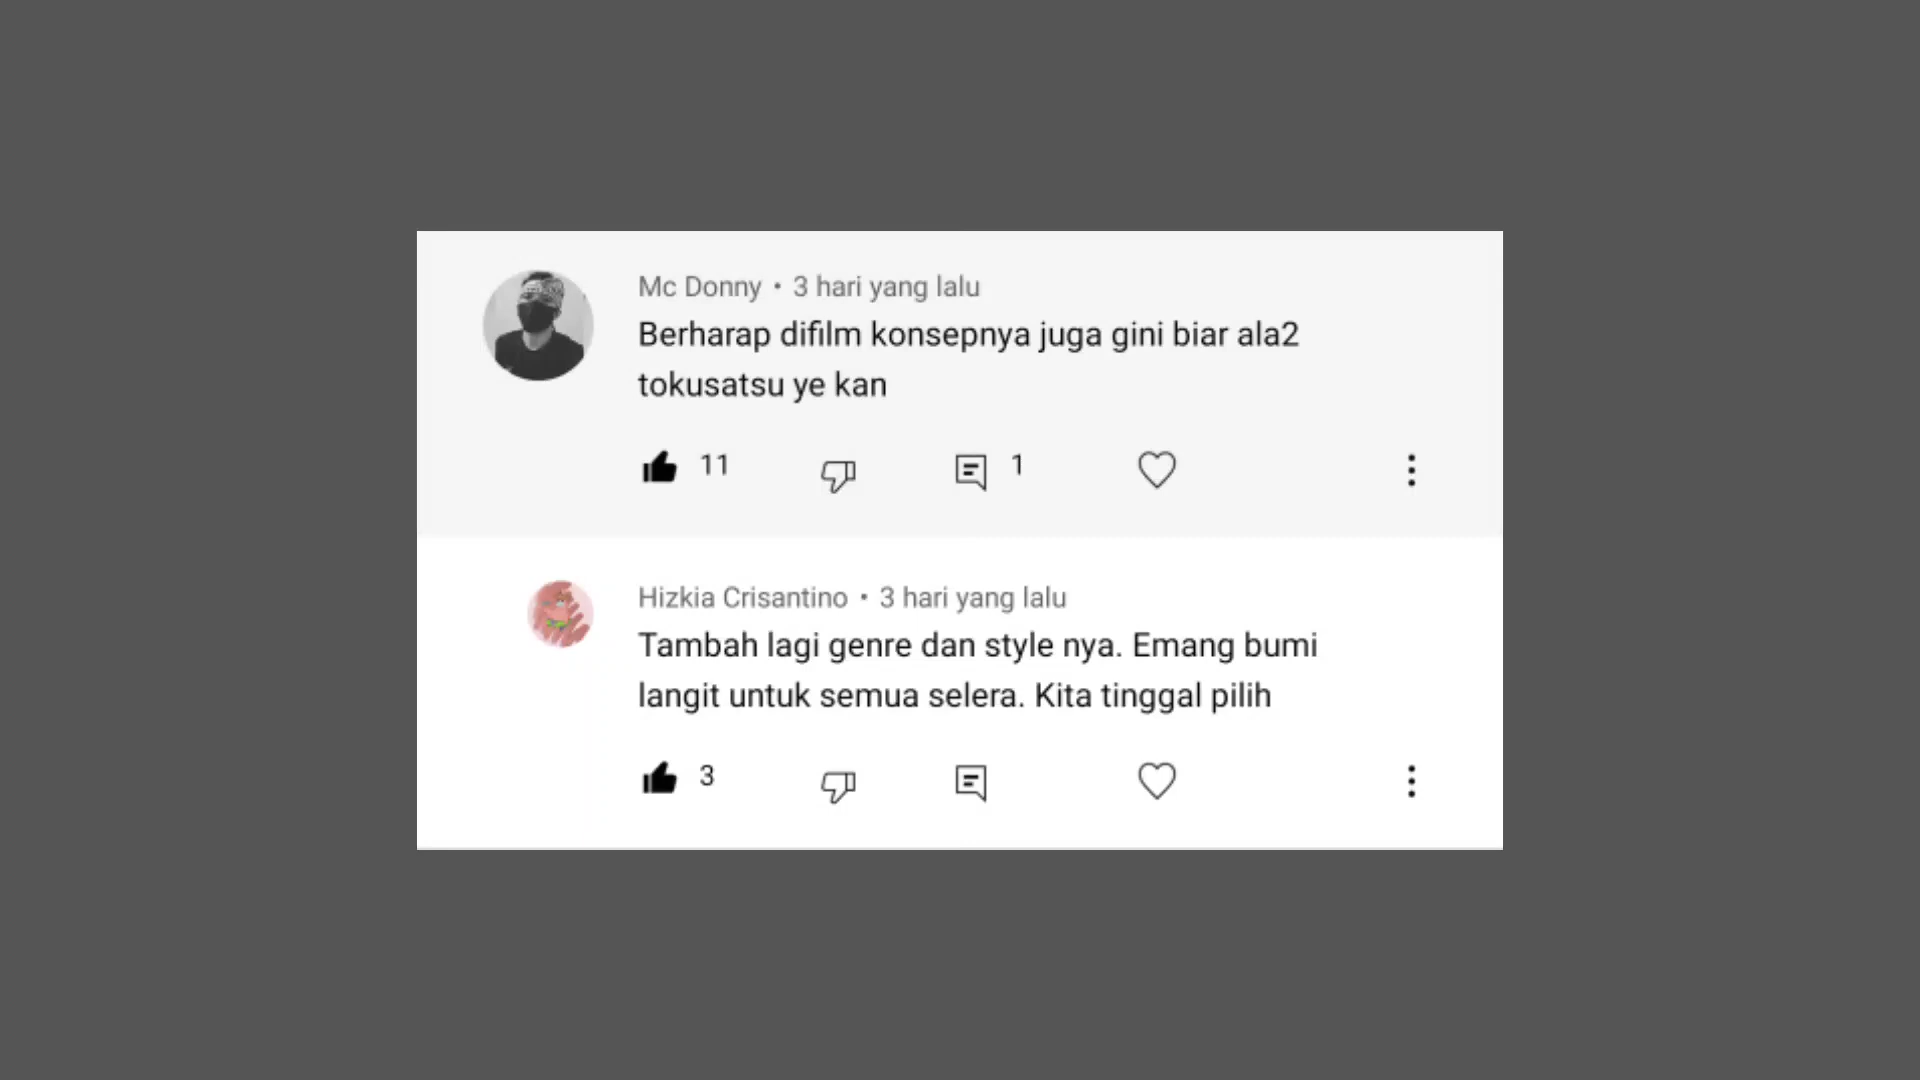 Mc Donny • 3 hari yang lalu
Berharap difilm konsepnya juga gini biar ala2
tokusatsu ye kan
11
1
Hizkia Crisantino • 3 hari yang lalu
Tambah lagi genre dan style nya. Emang bumi
langit untuk semua selera. Kita tinggal pilih
3